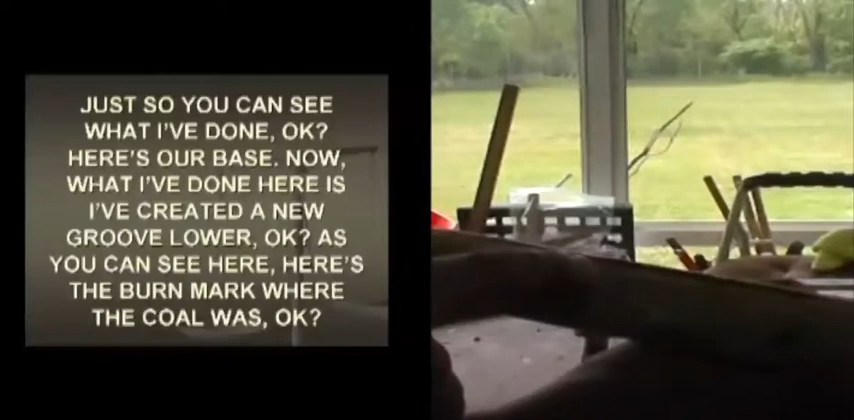 JUST SO YOU CAN SEE
WHAT I'VE DONE, OK?
HERE'S OUR BASE. NOW,
WHAT I'VE DONE HERE IS
I'VE CREATED A NEW
GROOVE LOWER, OK? AS
YOU CAN SEE HERE, HERE'S
THE BURN MARK WHERE
THE COAL WAS, OK?